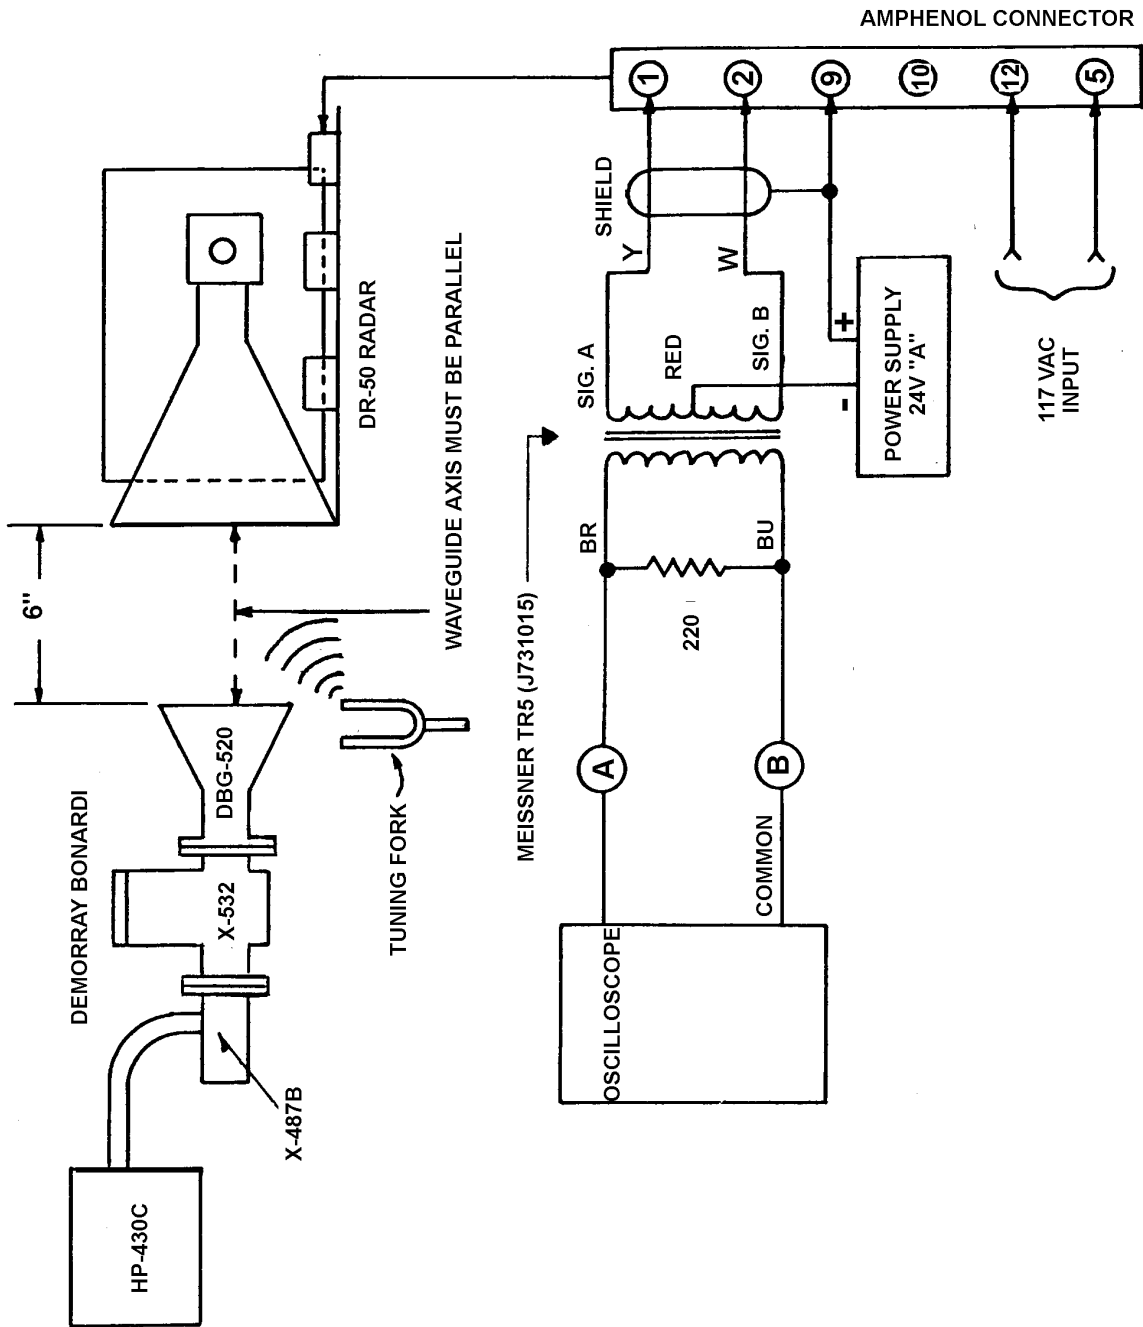 AMPHENOL CONNECTOR
1
2
9
10
12
5
SHIELD
Y
W
SIG. A
RED
SIG. B
+
-
POWER SUPPLY
24V "A"
117 VAC
INPUT
DR-50 RADAR
WAVEGUIDE AXIS MUST BE PARALLEL
6"
MEISSNER TR5 (J731015)
BR
BU
220
A
B
COMMON
OSCILLOSCOPE
TUNING FORK
DBG-520
DEMORRAY BONARDI
X-532
X-487B
HP-430C